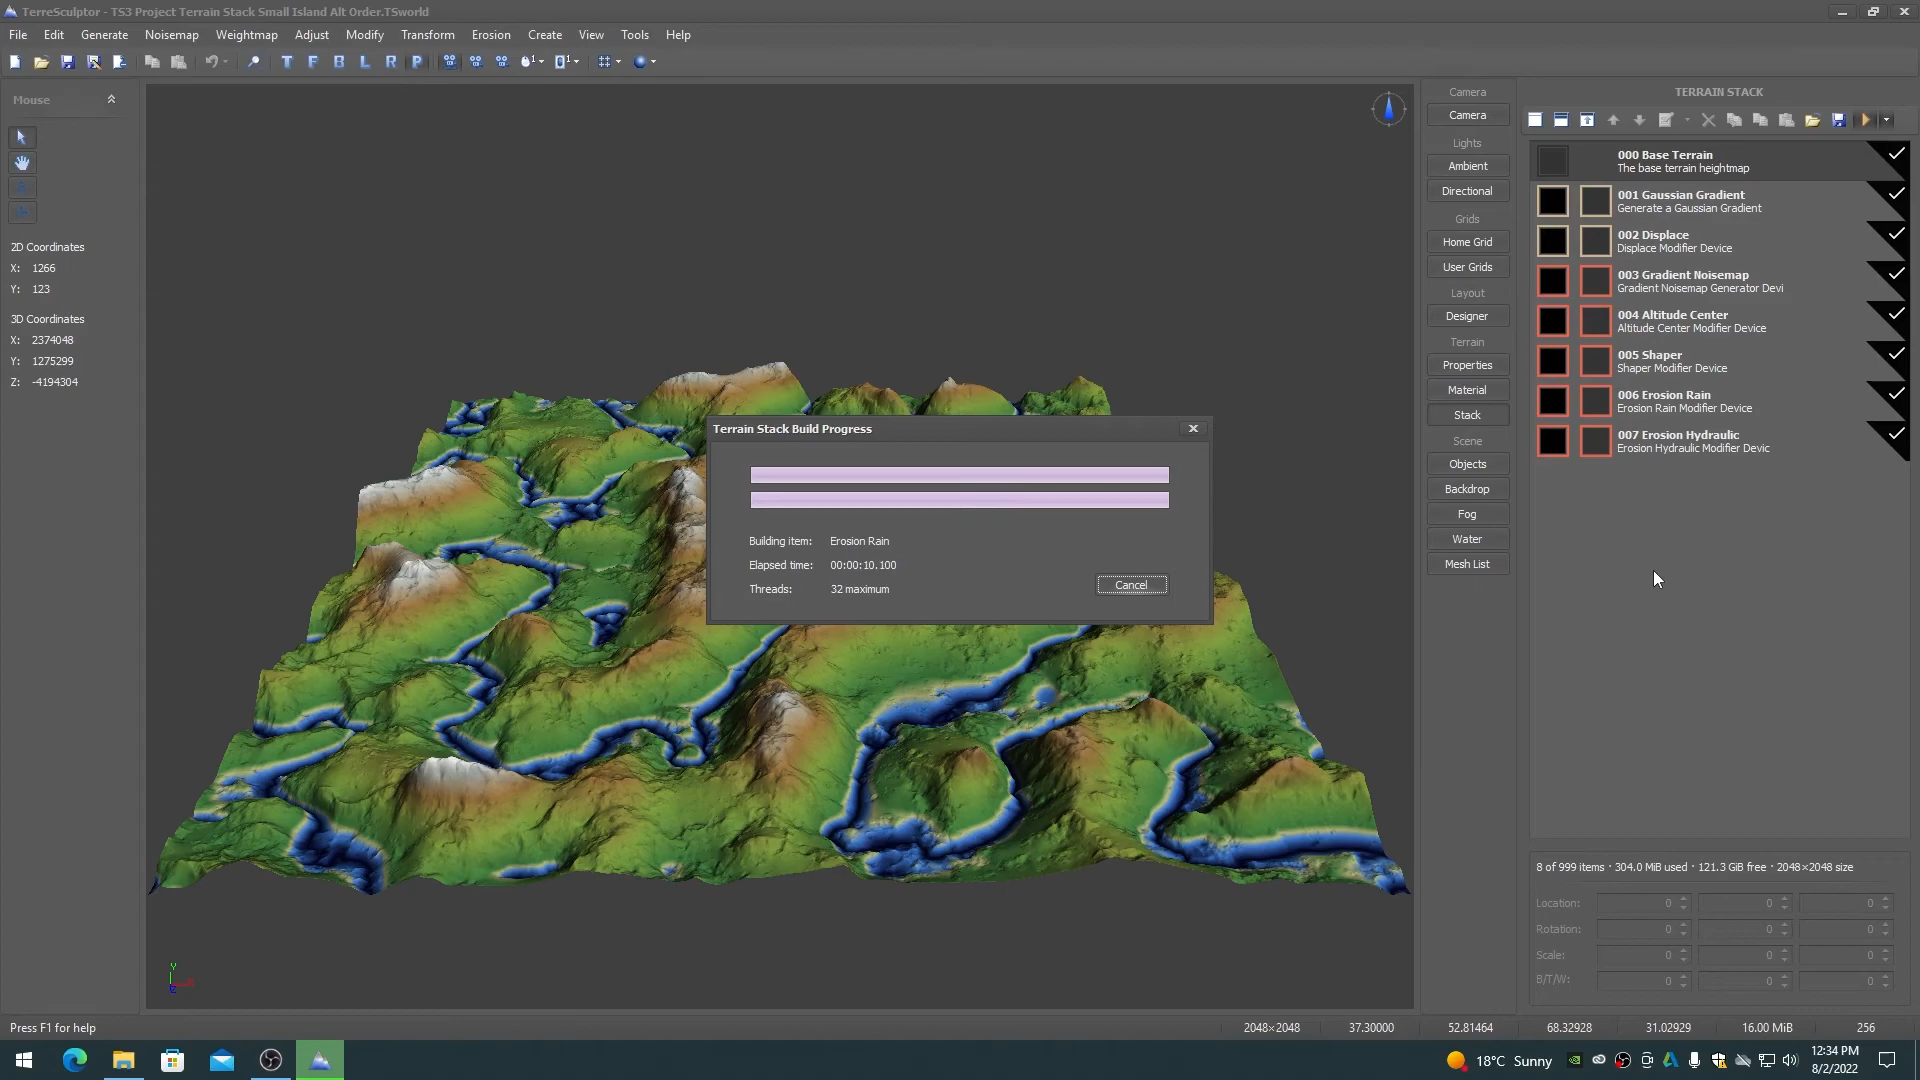 TerreSculptor - TS3 Project Terrain Stack Small Island Alt Order.TSworld
File Edit Generate Noisemap Weightmap Adjust Modify Transform Erosion Create View Tools Help
T F B L R P
Mouse
2D Coordinates
X: 1266
Y: 123
3D Coordinates
X: 2374048
Y: 1275299
Z: -4194304
Terrain Stack Build Progress
Building item: Erosion Rain
Elapsed time: 00:00:10.100
Threads: 32 maximum
Cancel
Camera
Camera
Lights
Ambient
Directional
Grids
Home Grid
User Grids
Layout
Designer
Terrain
Properties
Material
Stack
Scene
Objects
Backdrop
Fog
Water
Mesh List
TERRAIN STACK
000 Base Terrain
The base terrain heightmap
001 Gaussian Gradient
Generate a Gaussian Gradient
002 Displace
Displace Modifier Device
003 Gradient Noisemap
Gradient Noisemap Generator Devi
004 Altitude Center
Altitude Center Modifier Device
005 Shaper
Shaper Modifier Device
006 Erosion Rain
Erosion Rain Modifier Device
007 Erosion Hydraulic
Erosion Hydraulic Modifier Devic
8 of 999 items · 304.0 MiB used · 121.3 GiB free · 2048×2048 size
Location: 0 0 0
Rotation: 0 0 0
Scale: 0 0 0
B/T/W: 0 0 0
Press F1 for help 2048×2048 37.30000 52.81464 68.32928 31.02929 16.00 MiB 256
18°C Sunny
12:34 PM
8/2/2022